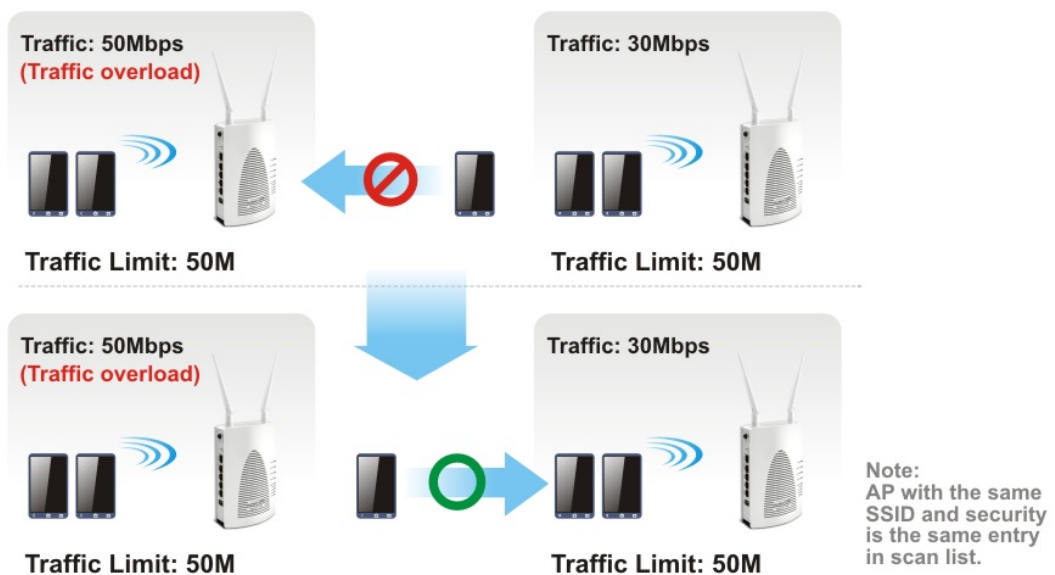 Traffic: 50Mbps
(Traffic overload)
Traffic: 30Mbps
Traffic Limit: 50M
Traffic Limit: 50M
Traffic: 50Mbps
(Traffic overload)
Traffic: 30Mbps
Note:
AP with the same
SSID and security
is the same entry
in scan list.
Traffic Limit: 50M
Traffic Limit: 50M